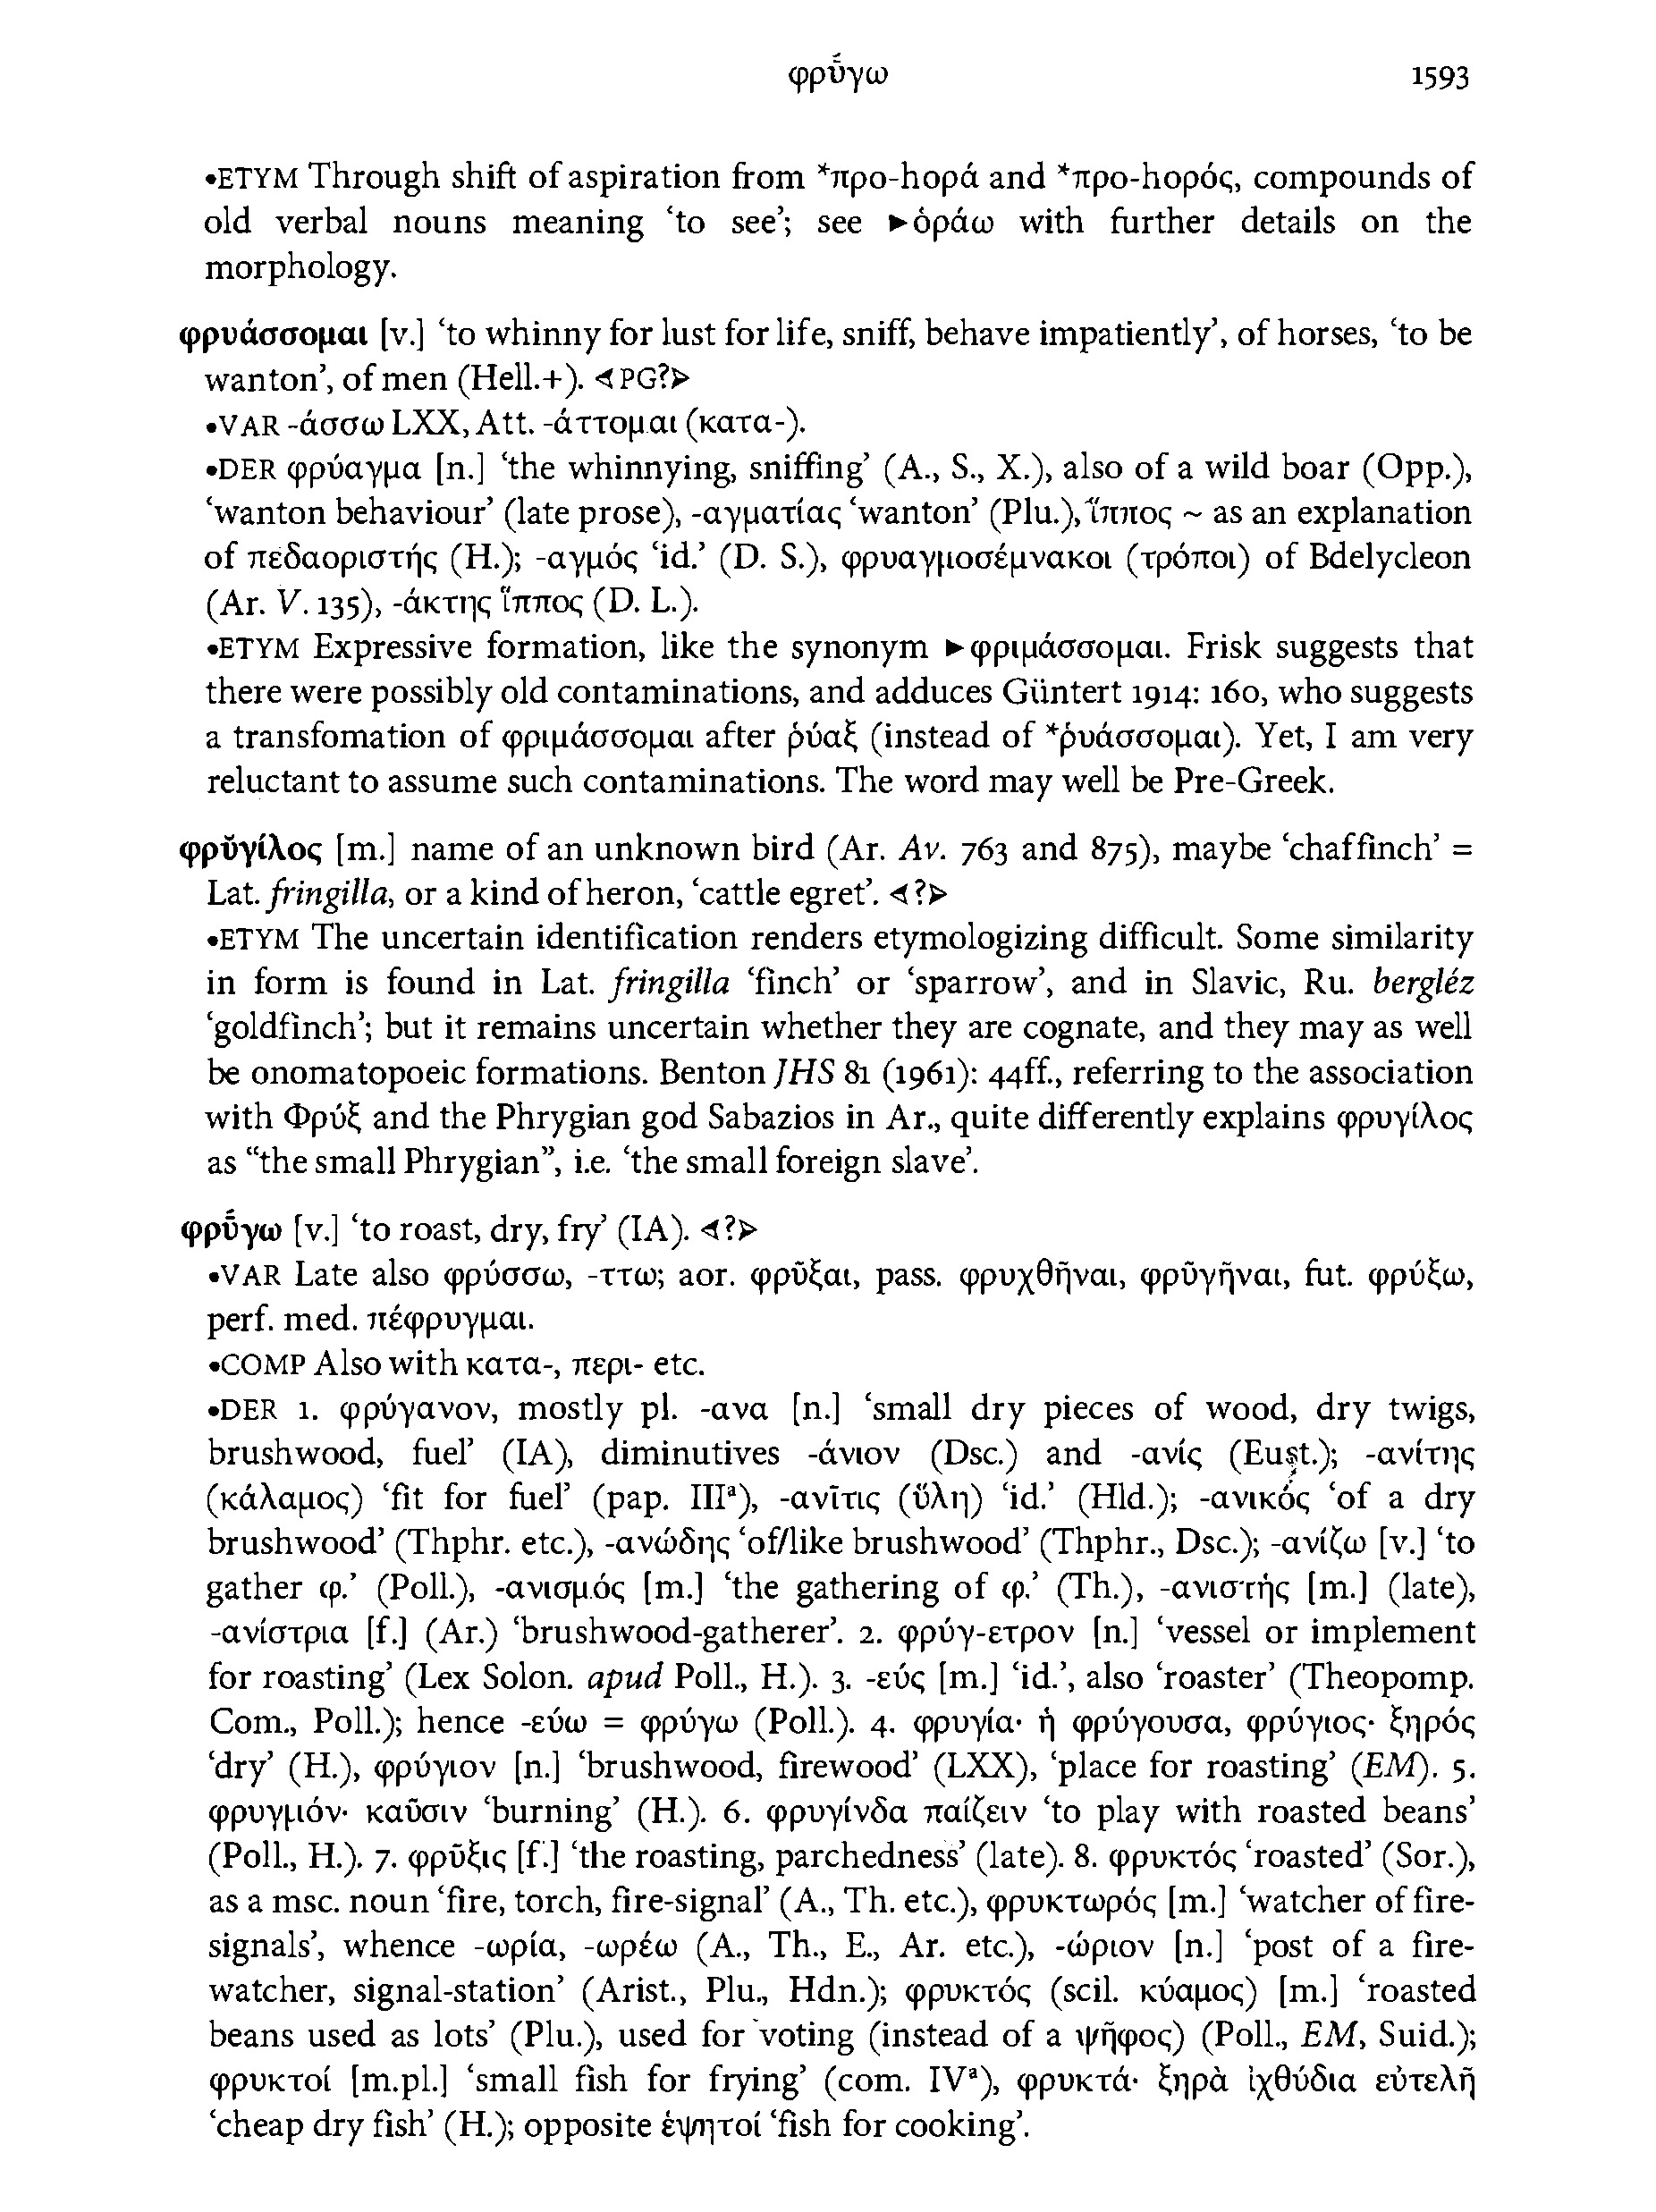 φρῡ́γω 1593
•ETYM Through shift of aspiration from *προ-hορά and *προ-hορός, compounds of
old verbal nouns meaning ‘to see’; see ►ὁράω with further details on the
morphology.
φρυάσσομαι [v.] ‘to whinny for lust for life, sniff, behave impatiently’, of horses, ‘to be
wanton’, of men (Hell.+). ⊲PG?⊳
•VAR -άσσω LXX, Att. -άττομαι (κατα-).
•DER φρύαγμα [n.] ‘the whinnying, sniffing’ (A., S., X.), also of a wild boar (Opp.),
‘wanton behaviour’ (late prose), -αγματίας ‘wanton’ (Plu.), ἵππος ~ as an explanation
of πεδαοριστής (H.); -αγμός ‘id.’ (D. S.), φρυαγμοσέμνακοι (τρόποι) of Bdelycleon
(Ar. V. 135), -άκτης ἵππος (D. L.).
•ETYM Expressive formation, like the synonym ►φριμάσσομαι. Frisk suggests that
there were possibly old contaminations, and adduces Güntert 1914: 160, who suggests
a transfomation of φριμάσσομαι after ῥύαξ (instead of *ῥυάσσομαι). Yet, I am very
reluctant to assume such contaminations. The word may well be Pre-Greek.
φρῠγίλος [m.] name of an unknown bird (Ar. Av. 763 and 875), maybe ‘chaffinch’ =
Lat. fringilla, or a kind of heron, ‘cattle egret’. ⊲?⊳
•ETYM The uncertain identification renders etymologizing difficult. Some similarity
in form is found in Lat. fringilla ‘finch’ or ‘sparrow’, and in Slavic, Ru. bergléz
‘goldfinch’; but it remains uncertain whether they are cognate, and they may as well
be onomatopoeic formations. Benton JHS 81 (1961): 44ff., referring to the association
with Φρύξ and the Phrygian god Sabazios in Ar., quite differently explains φρυγίλος
as “the small Phrygian”, i.e. ‘the small foreign slave’.
φρῡ́γω [v.] ‘to roast, dry, fry’ (IA). ⊲?⊳
•VAR Late also φρύσσω, -ττω; aor. φρῦξαι, pass. φρυχθῆναι, φρῠγῆναι, fut. φρύξω,
perf. med. πέφρυγμαι.
•COMP Also with κατα-, περι- etc.
•DER 1. φρύγανον, mostly pl. -ανα [n.] ‘small dry pieces of wood, dry twigs,
brushwood, fuel’ (IA), diminutives -άνιον (Dsc.) and -ανίς (Eust.); -ανίτης
(κάλαμος) ‘fit for fuel’ (pap. IIIᵃ), -ανῖτις (ὕλη) ‘id.’ (Hld.); -ανικός ‘of a dry
brushwood’ (Thphr. etc.), -ανώδης ‘of/like brushwood’ (Thphr., Dsc.); -ανίζω [v.] ‘to
gather φ.’ (Poll.), -ανισμός [m.] ‘the gathering of φ.’ (Th.), -ανιστής [m.] (late),
-ανίστρια [f.] (Ar.) ‘brushwood-gatherer’. 2. φρύγ-ετρον [n.] ‘vessel or implement
for roasting’ (Lex Solon. apud Poll., H.). 3. -εύς [m.] ‘id.’, also ‘roaster’ (Theopomp.
Com., Poll.); hence -εύω = φρύγω (Poll.). 4. φρυγία· ἡ φρύγουσα, φρύγιος· ξηρός
‘dry’ (H.), φρύγιον [n.] ‘brushwood, firewood’ (LXX), ‘place for roasting’ (EM). 5.
φρυγμόν· καῦσιν ‘burning’ (H.). 6. φρυγίνδα παίζειν ‘to play with roasted beans’
(Poll., H.). 7. φρῦξις [f.] ‘the roasting, parchedness’ (late). 8. φρυκτός ‘roasted’ (Sor.),
as a msc. noun ‘fire, torch, fire-signal’ (A., Th. etc.), φρυκτωρός [m.] ‘watcher of fire-
signals’, whence -ωρία, -ωρέω (A., Th., E., Ar. etc.), -ώριον [n.] ‘post of a fire-
watcher, signal-station’ (Arist., Plu., Hdn.); φρυκτός (scil. κύαμος) [m.] ‘roasted
beans used as lots’ (Plu.), used for voting (instead of a ψῆφος) (Poll., EM, Suid.);
φρυκτοί [m.pl.] ‘small fish for frying’ (com. IVᵃ), φρυκτά· ξηρὰ ἰχθύδια εὐτελῆ
‘cheap dry fish’ (H.); opposite ἑψητοί ‘fish for cooking’.